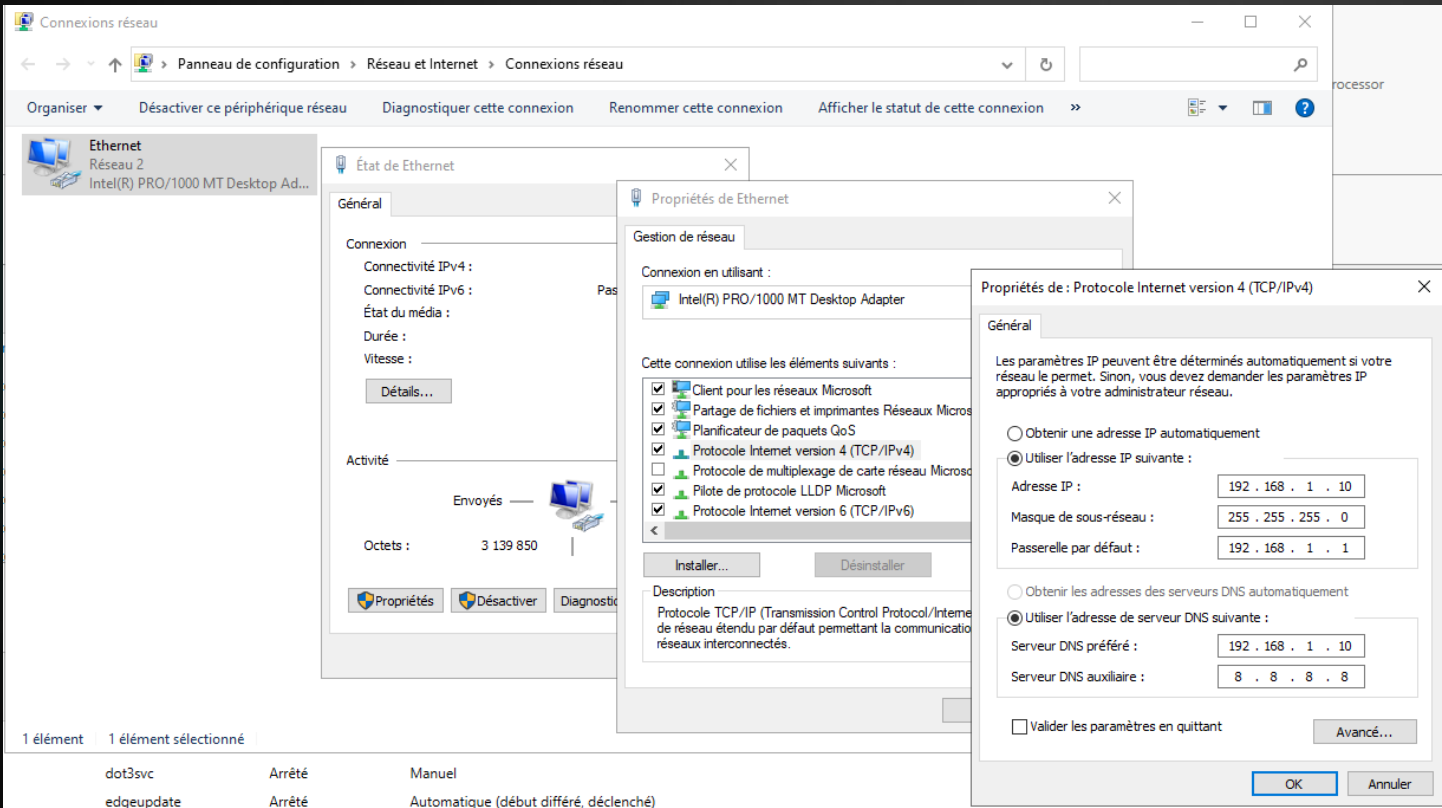 Connexions réseau
Panneau de configuration > Réseau et Internet > Connexions réseau
rocessor
Organiser Désactiver ce périphérique réseau Diagnostiquer cette connexion Renommer cette connexion Afficher le statut de cette connexion »
Ethernet
Réseau 2
Intel(R) PRO/1000 MT Desktop Ad...
État de Ethernet
Général
Connexion
Connectivité IPv4 :
Connectivité IPv6 : Pas
État du média :
Durée :
Vitesse :
Détails...
Activité
Envoyés
Octets : 3 139 850
Propriétés Désactiver Diagnostic
Propriétés de Ethernet
Gestion de réseau
Connexion en utilisant :
Intel(R) PRO/1000 MT Desktop Adapter
Cette connexion utilise les éléments suivants :
Client pour les réseaux Microsoft
Partage de fichiers et imprimantes Réseaux Micros
Planificateur de paquets QoS
Protocole Internet version 4 (TCP/IPv4)
Protocole de multiplexage de carte réseau Microso
Pilote de protocole LLDP Microsoft
Protocole Internet version 6 (TCP/IPv6)
Installer... Désinstaller
Description
Protocole TCP/IP (Transmission Control Protocol/Interne
de réseau étendu par défaut permettant la communicatio
réseaux interconnectés.
Propriétés de : Protocole Internet version 4 (TCP/IPv4)
Général
Les paramètres IP peuvent être déterminés automatiquement si votre
réseau le permet. Sinon, vous devez demander les paramètres IP
appropriés à votre administrateur réseau.
Obtenir une adresse IP automatiquement
Utiliser l'adresse IP suivante :
Adresse IP : 192 . 168 . 1 . 10
Masque de sous-réseau : 255 . 255 . 255 . 0
Passerelle par défaut : 192 . 168 . 1 . 1
Obtenir les adresses des serveurs DNS automatiquement
Utiliser l'adresse de serveur DNS suivante :
Serveur DNS préféré : 192 . 168 . 1 . 10
Serveur DNS auxiliaire : 8 . 8 . 8 . 8
Valider les paramètres en quittant
Avancé...
OK Annuler
1 élément 1 élément sélectionné
dot3svc Arrêté Manuel
edgeupdate Arrêté Automatique (début différé, déclenché)